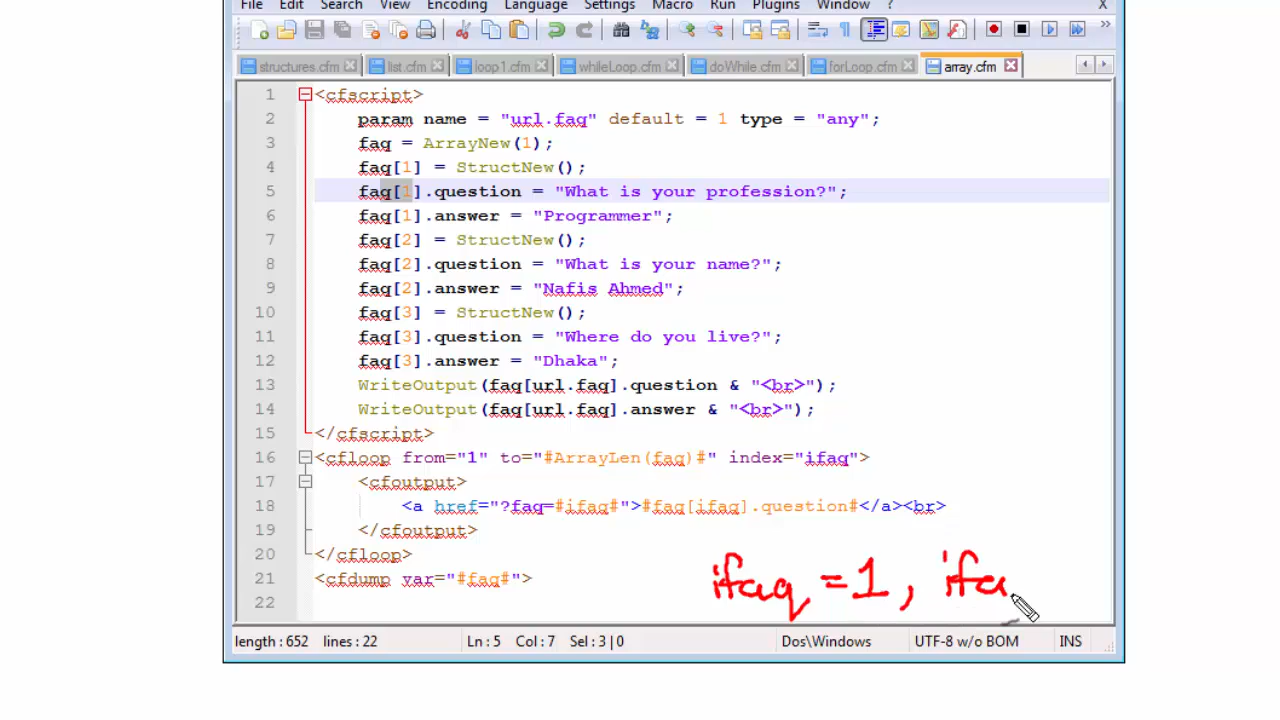 File Edit Search View Encoding Language Settings Macro Run Plugins Window ? X
structures.cfm list.cfm loop1.cfm whileLoop.cfm doWhile.cfm forLoop.cfm array.cfm
1 <cfscript>
2 param name = "url.faq" default = 1 type = "any";
3 faq = ArrayNew(1);
4 faq[1] = StructNew();
5 faq[1].question = "What is your profession?";
6 faq[1].answer = "Programmer";
7 faq[2] = StructNew();
8 faq[2].question = "What is your name?";
9 faq[2].answer = "Nafis Ahmed";
10 faq[3] = StructNew();
11 faq[3].question = "Where do you live?";
12 faq[3].answer = "Dhaka";
13 WriteOutput(faq[url.faq].question & "<br>");
14 WriteOutput(faq[url.faq].answer & "<br>");
15 </cfscript>
16 <cfloop from="1" to="#ArrayLen(faq)#" index="ifaq">
17 <cfoutput>
18 <a href="?faq=#ifaq#">#faq[ifaq].question#</a><br>
19 </cfoutput>
20 </cfloop>
21 <cfdump var="#faq#">
22
ifaq =1, ifa
length : 652 lines : 22 Ln : 5 Col : 7 Sel : 3 | 0 Dos\Windows UTF-8 w/o BOM INS